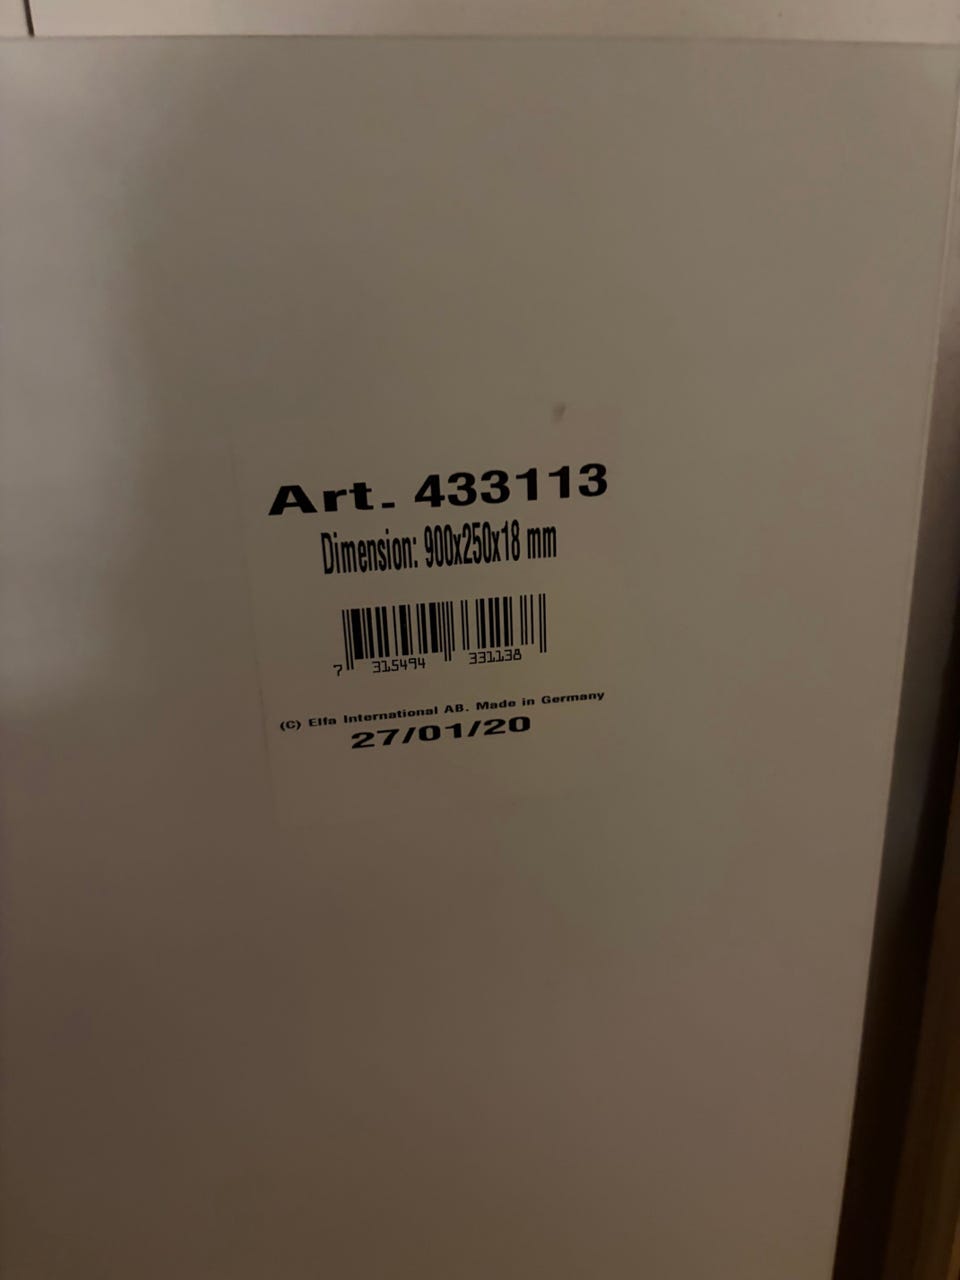 Art. 433113
Dimension: 900x250x18 mm
7 315494 331138
(C) Elfa International AB. Made in Germany
27/01/20